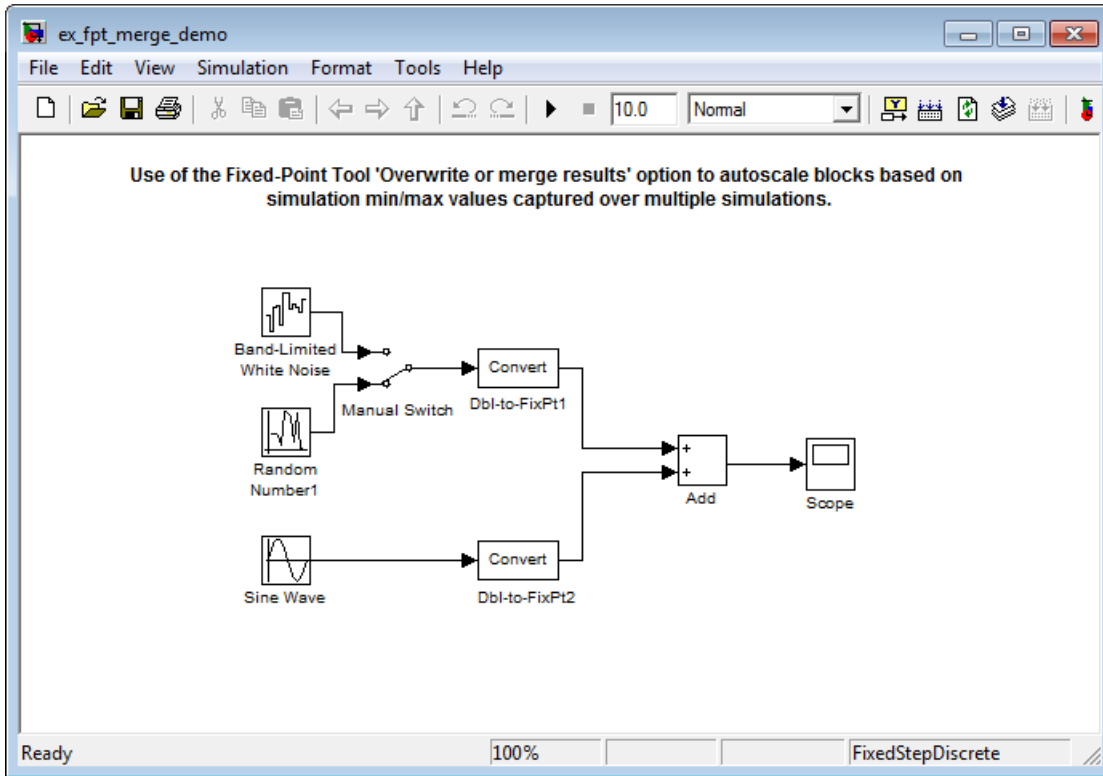 ex_fpt_merge_demo
File Edit View Simulation Format Tools Help
10.0 Normal
Use of the Fixed-Point Tool 'Overwrite or merge results' option to autoscale blocks based on
simulation min/max values captured over multiple simulations.
Band-Limited
White Noise
Convert
Manual Switch
Dbl-to-FixPt1
Random
Number1
+
+
Add
Scope
Convert
Sine Wave
Dbl-to-FixPt2
Ready 100% FixedStepDiscrete